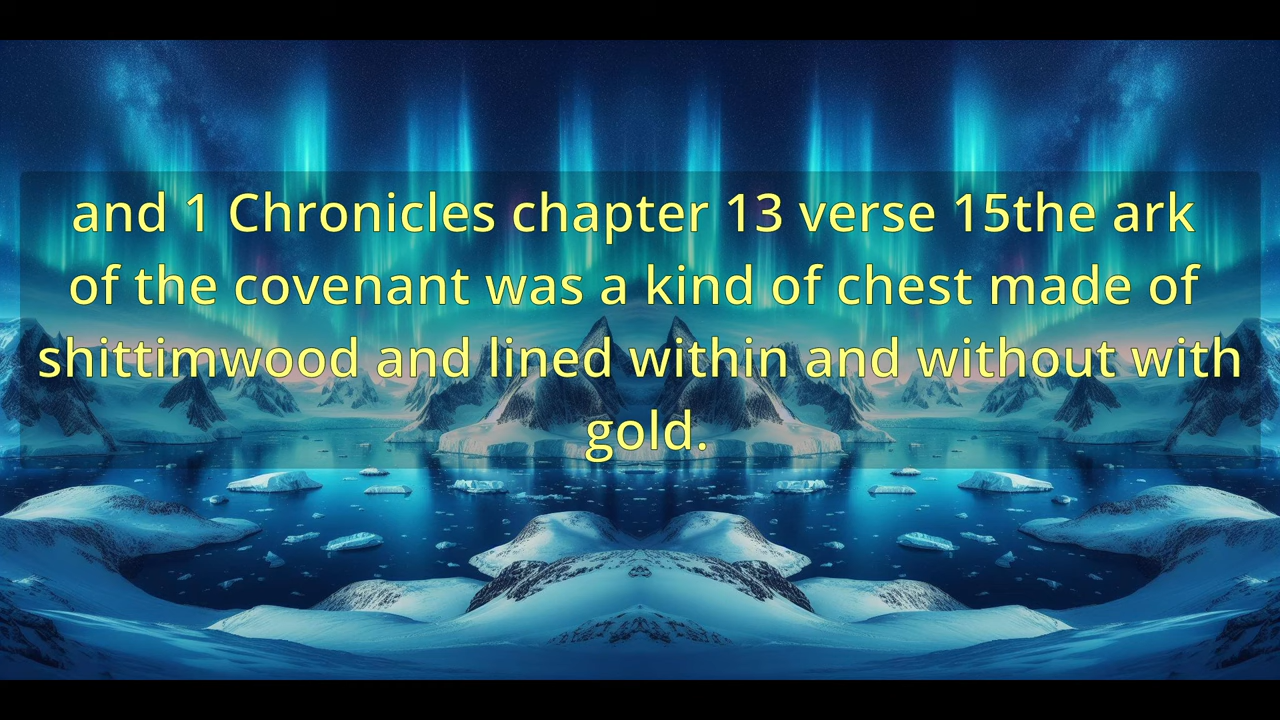 and 1 Chronicles chapter 13 verse 15the ark
of the covenant was a kind of chest made of
shittimwood and lined within and without with
gold.